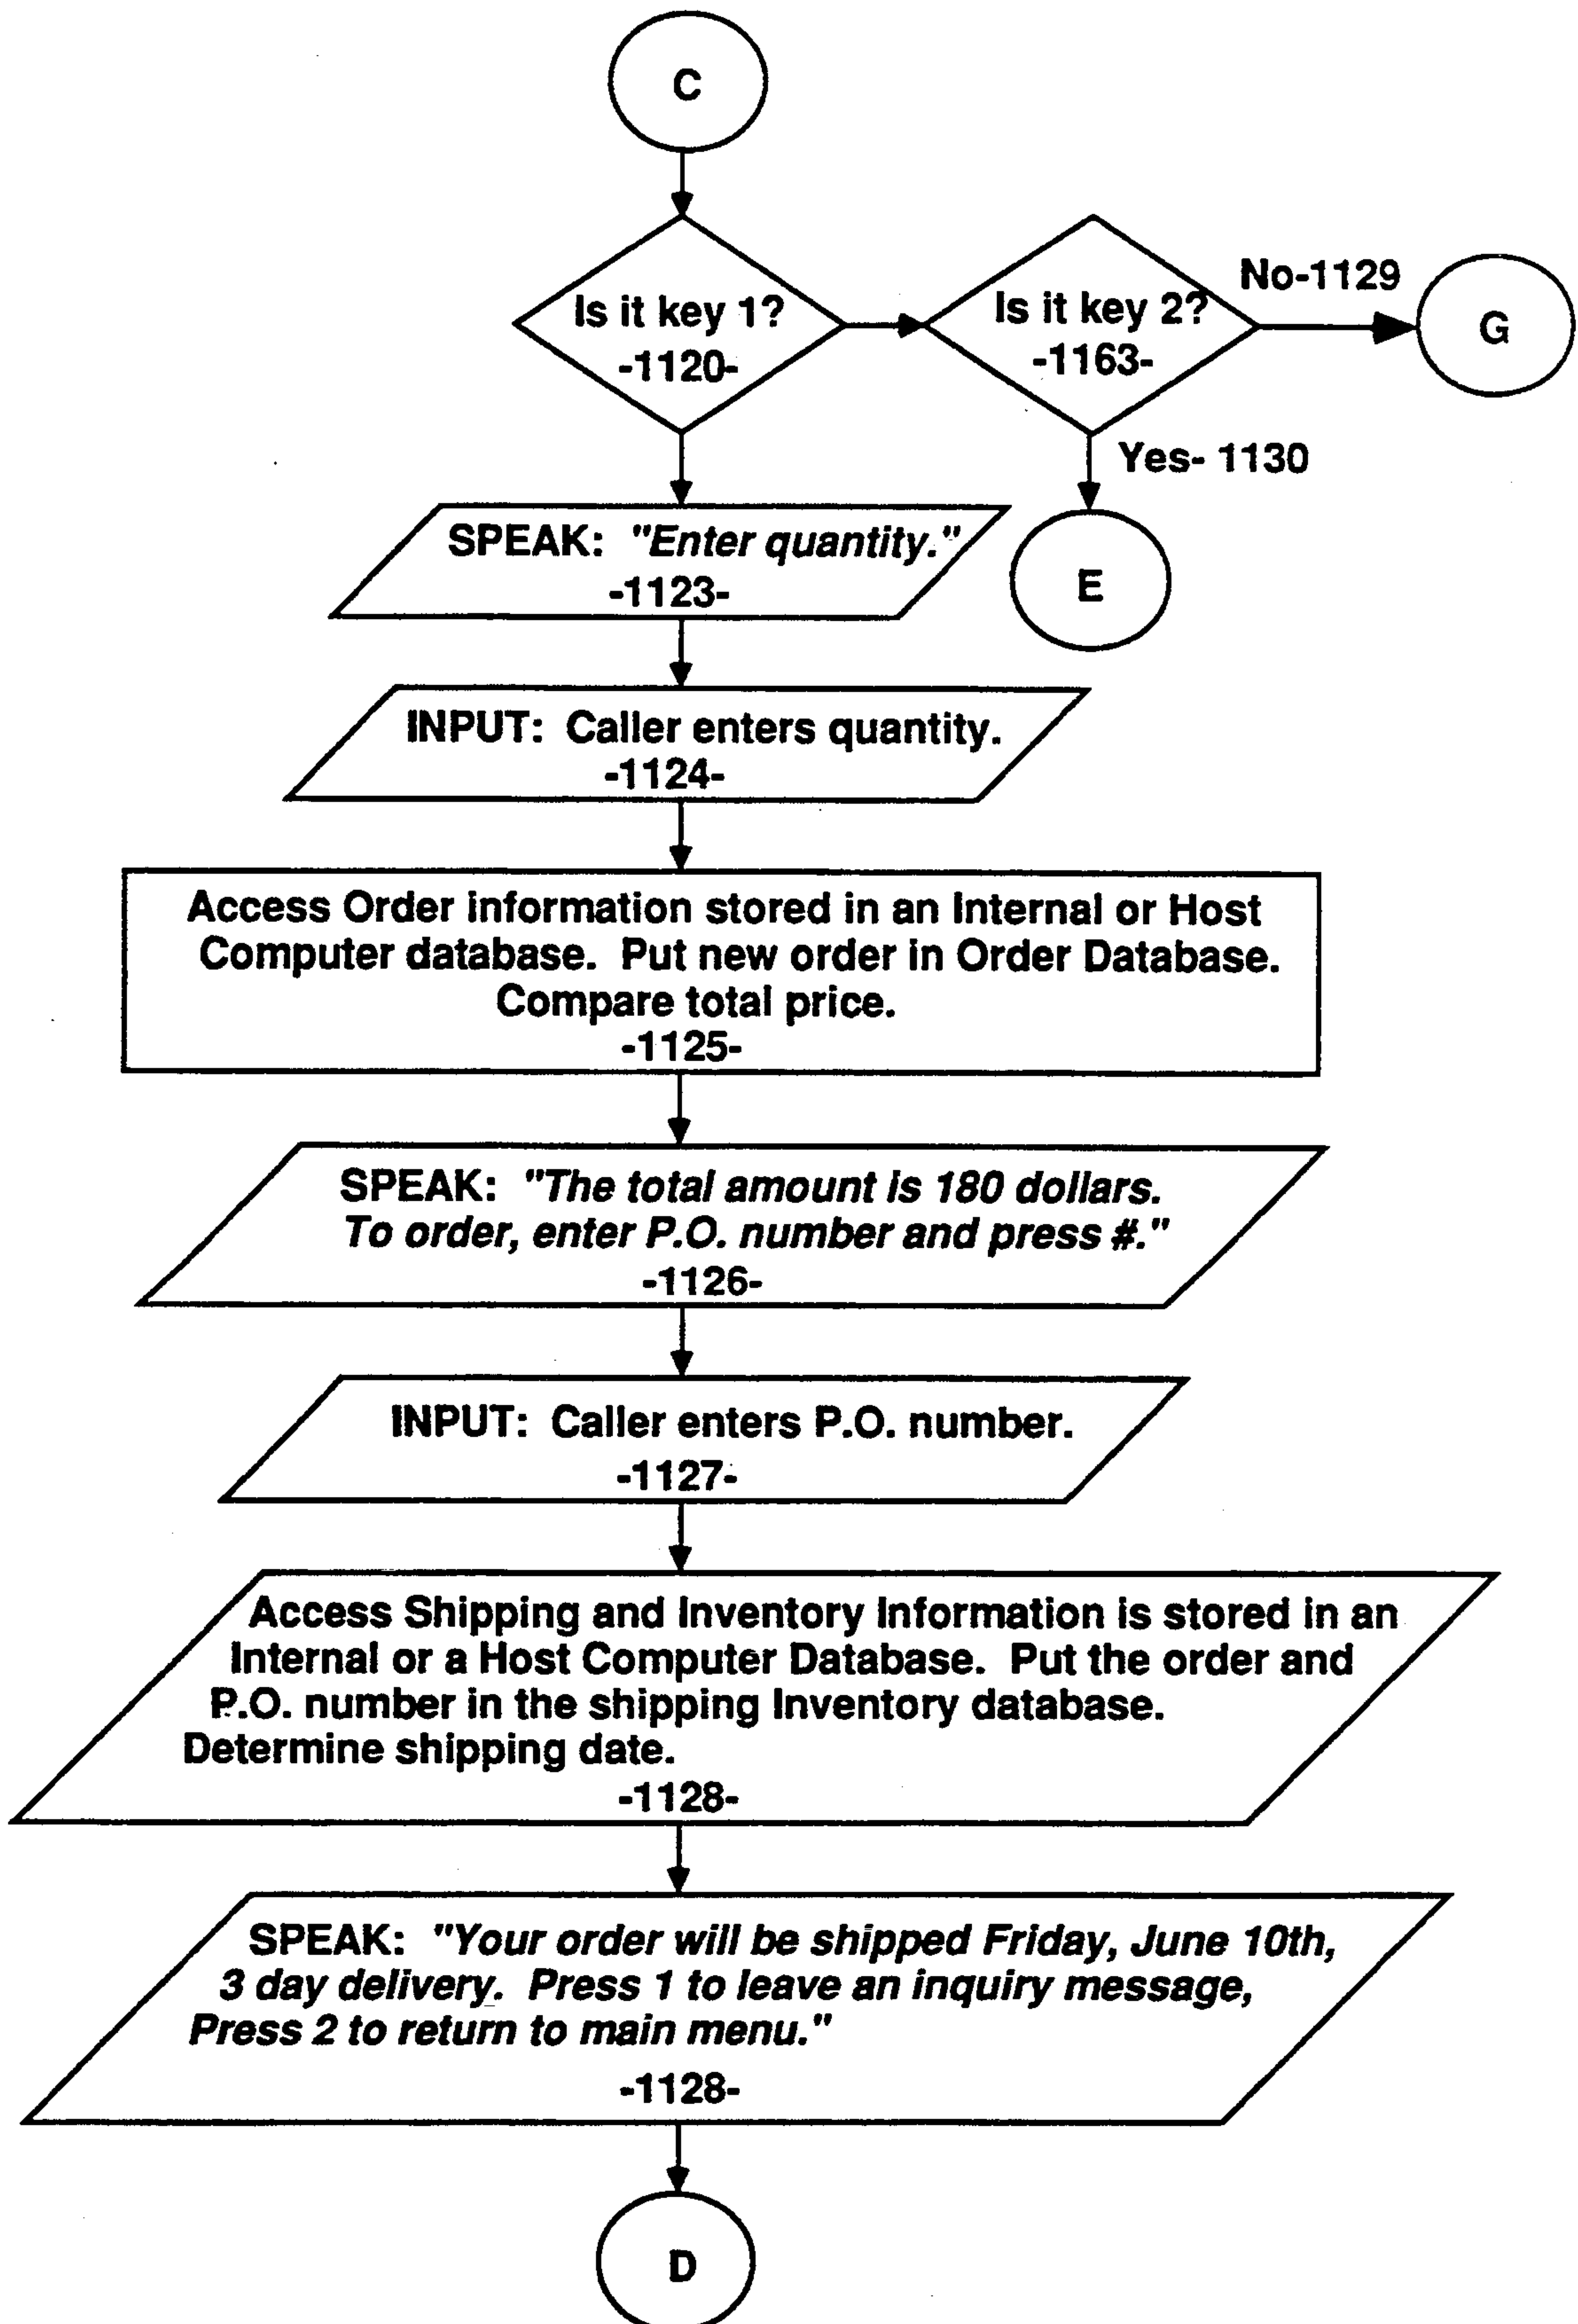 C
Is it key 1?
-1120-
Is it key 2?
-1163-
No-1129
G
Yes- 1130
E
SPEAK: "Enter quantity."
-1123-
INPUT: Caller enters quantity.
-1124-
Access Order information stored in an Internal or Host
Computer database. Put new order in Order Database.
Compare total price.
-1125-
SPEAK: "The total amount is 180 dollars.
To order, enter P.O. number and press #."
-1126-
INPUT: Caller enters P.O. number.
-1127-
Access Shipping and Inventory Information is stored in an
Internal or a Host Computer Database. Put the order and
P.O. number in the shipping Inventory database.
Determine shipping date.
-1128-
SPEAK: "Your order will be shipped Friday, June 10th,
3 day delivery. Press 1 to leave an inquiry message,
Press 2 to return to main menu."
-1128-
D